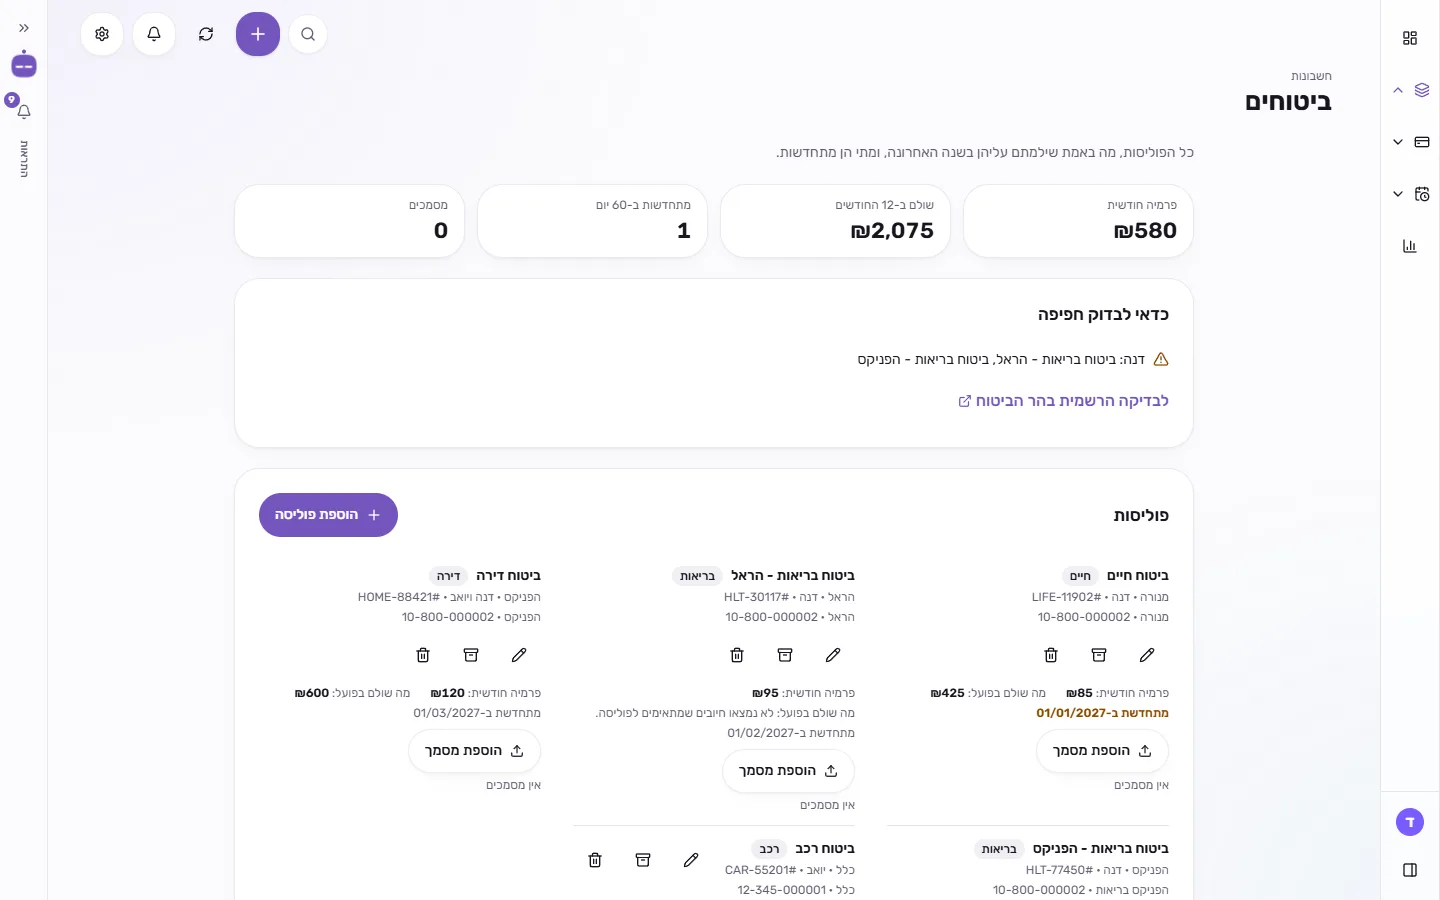 חשבונות
ביטוחים
כל הפוליסות, מה באמת שילמתם עליהן בשנה האחרונה, ומתי הן מתחדשות.
פרמיה חודשית
₪580
שולם ב-12 החודשים
₪2,075
מתחדשות ב-60 יום
1
מסמכים
0
כדאי לבדוק חפיפה
דנה: ביטוח בריאות - הראל, ביטוח בריאות - הפניקס
לבדיקה הרשמית בהר הביטוח
פוליסות
הוספת פוליסה
ביטוח חיים חיים
מנורה • דנה • #LIFE-11902
מנורה • 10-800-000002
פרמיה חודשית: ₪85 מה שולם בפועל: ₪425
מתחדשת ב-01/01/2027
הוספת מסמך
אין מסמכים
ביטוח בריאות - הראל בריאות
הראל • דנה • #HLT-30117
הראל • 10-800-000002
פרמיה חודשית: ₪95
מה שולם בפועל: לא נמצאו חיובים שמתאימים לפוליסה.
מתחדשת ב-01/02/2027
הוספת מסמך
אין מסמכים
ביטוח דירה דירה
הפניקס • דנה ויואב • #HOME-88421
הפניקס • 10-800-000002
פרמיה חודשית: ₪120 מה שולם בפועל: ₪600
מתחדשת ב-01/03/2027
הוספת מסמך
אין מסמכים
ביטוח בריאות - הפניקס בריאות
הפניקס • דנה • #HLT-77450
הפניקס בריאות • 10-800-000002
ביטוח רכב רכב
כלל • יואב • #CAR-55201
כלל • 12-345-000001
ד
9
התראות